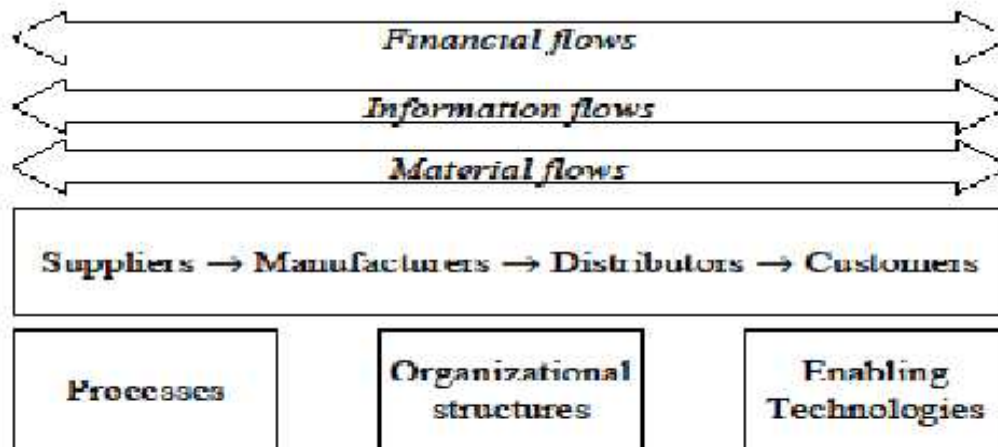 Financial flows
Information flows
Material flows
Suppliers → Manufacturers → Distributors → Customers
Processes
Organizational
structures
Enabling
Technologies